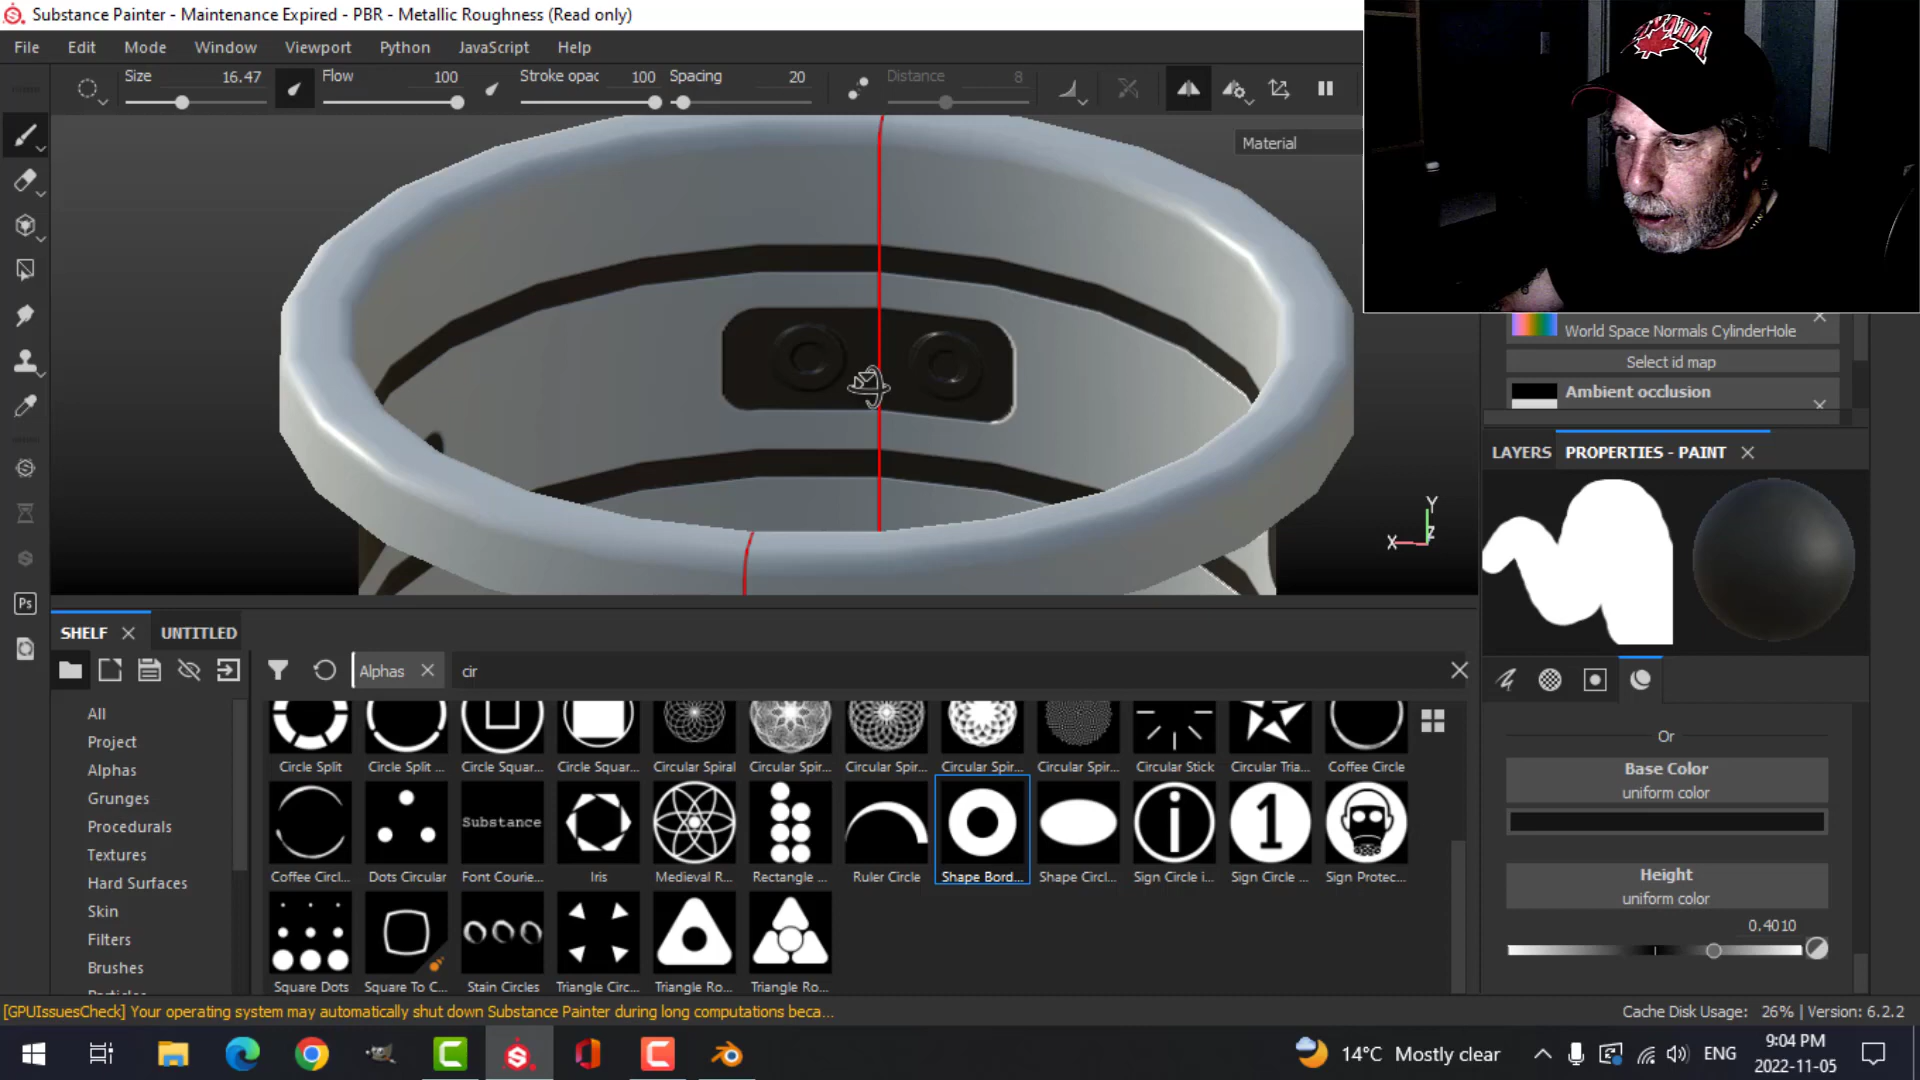 Substance Painter - Maintenance Expired - PBR - Metallic Roughness (Read only)
File Edit Mode Window Viewport Python JavaScript Help
Size 16.47 Flow 100 Stroke opac 100 Spacing 20 Distance 8
Material
World Space Normals CylinderHole
Select id map
Ambient occlusion
LAYERS PROPERTIES - PAINT
Y
Z
X
SHELF UNTITLED
Ps
Alphas cir
All
Project
Alphas
Grunges
Procedurals
Textures
Hard Surfaces
Skin
Filters
Brushes
Circle Split Circle Split ... Circle Squar... Circle Squar... Circular Spiral Circular Spir... Circular Spir... Circular Spir... Circular Spir... Circular Stick Circular Tria... Coffee Circle
Substance
i
1
Coffee Circl... Dots Circular Font Courie... Iris Medieval R... Rectangle ... Ruler Circle Shape Bord... Shape Circl... Sign Circle i... Sign Circle ... Sign Protec...
Square Dots Square To C... Stain Circles Triangle Circ... Triangle Ro... Triangle Ro...
Or
Base Color
uniform color
Height
uniform color
0.4010
[GPUIssuesCheck] Your operating system may automatically shut down Substance Painter during long computations beca...
Cache Disk Usage: 26% | Version: 6.2.2
14°C Mostly clear
ENG
9:04 PM
2022-11-05